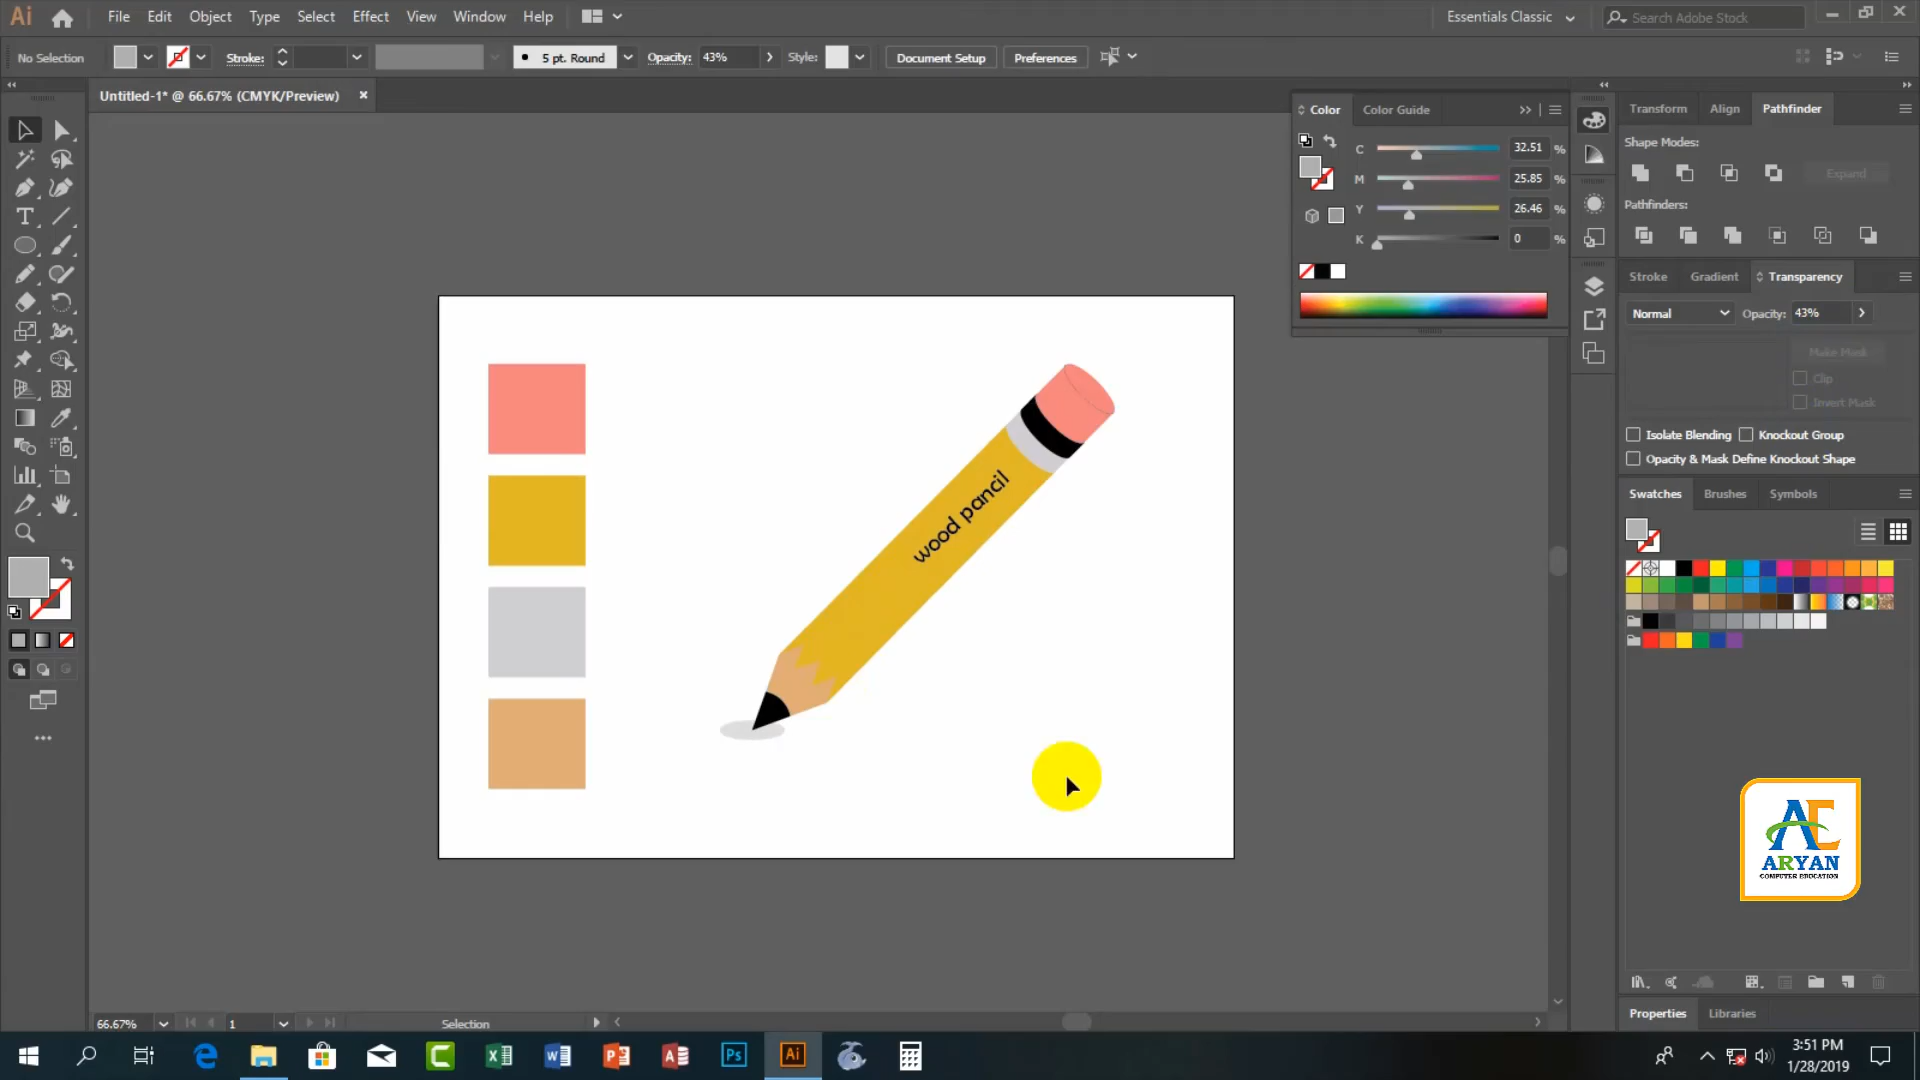 Ai File Edit Object Type Select Effect View Window Help Essentials Classic Search Adobe Stock
No Selection Stroke: 5 pt. Round Opacity: 43% Style: Document Setup Preferences
Untitled-1* @ 66.67% (CMYK/Preview)
Color Color Guide
C 32.51 %
M 25.85 %
Y 26.46 %
K 0 %
Transform Align Pathfinder
Shape Modes:
Expand
Pathfinders:
Stroke Gradient Transparency
Normal Opacity: 43%
Make Mask
Clip
Invert Mask
Isolate Blending Knockout Group
Opacity & Mask Define Knockout Shape
Swatches Brushes Symbols
wood pancil
AE
ARYAN
COMPUTER EDUCATION
Properties Libraries
66.67% 1 Selection
3:51 PM
1/28/2019